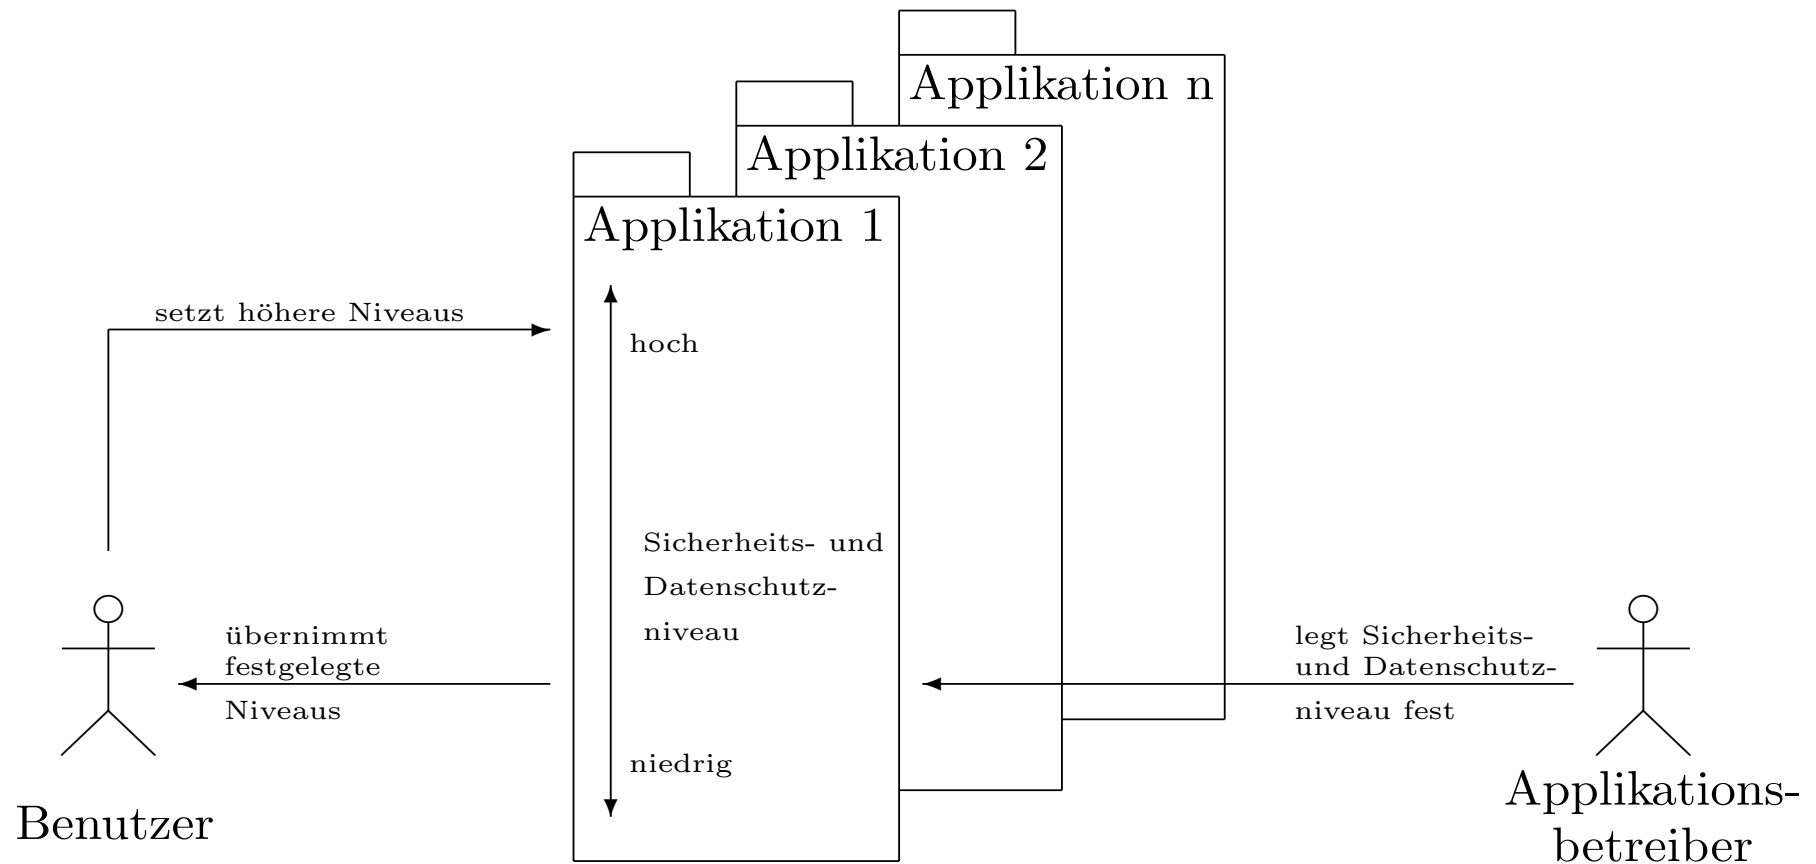 Applikation n
Applikation 2
Applikation 1
setzt höhere Niveaus
hoch
Sicherheits- und
Datenschutz-
niveau
niedrig
übernimmt
festgelegte
Niveaus
legt Sicherheits-
und Datenschutz-
niveau fest
Benutzer
Applikations-
betreiber